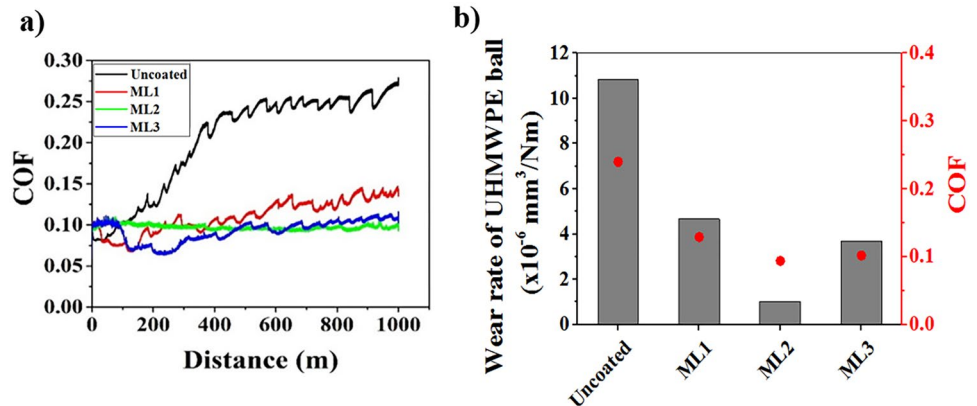 a)
0.30
0.25
0.20
0.15
0.10
0.05
0.00
COF
Uncoated
ML1
ML2
ML3
0 200 400 600 800 1000
Distance (m)
b)
Wear rate of UHMWPE ball
(x10⁻⁶ mm³/Nm)
12
10
8
6
4
2
0
0.4
0.3
0.2
0.1
0.0
COF
Uncoated
ML1
ML2
ML3